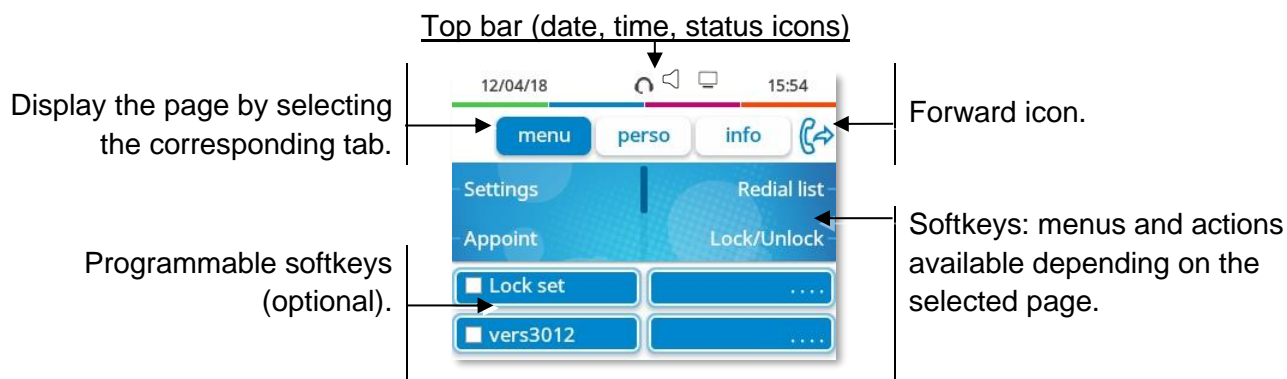 Top bar (date, time, status icons)
12/04/18 15:54
Display the page by selecting
the corresponding tab.
menu perso info
Forward icon.
Settings Redial list
Appoint Lock/Unlock
Softkeys: menus and actions
available depending on the
selected page.
Programmable softkeys
(optional).
Lock set ....
vers3012 ....